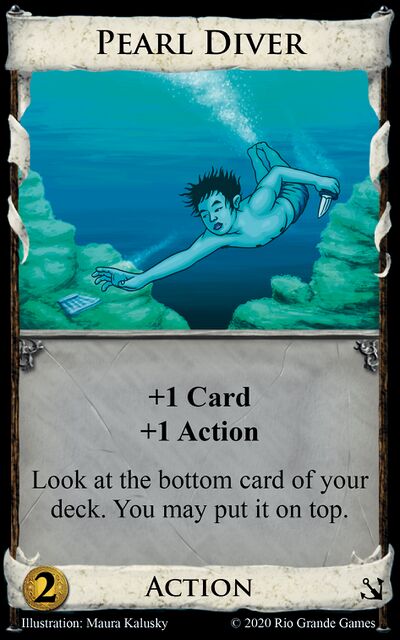 PEARL DIVER
+1 Card
+1 Action
Look at the bottom card of your
deck. You may put it on top.
2
ACTION
Illustration: Maura Kalusky © 2020 Rio Grande Games